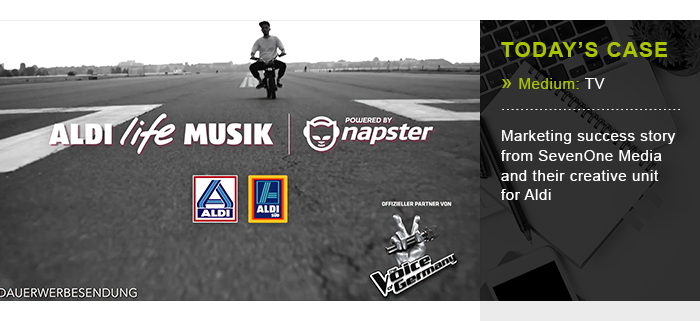 ALDI life MUSIK
POWERED BY
napster
ALDI
ALDI
SÜD
OFFIZIELLER PARTNER VON
THE
Voice
of
Germany
DAUERWERBESENDUNG
TODAY'S CASE
» Medium: TV
Marketing success story
from SevenOne Media
and their creative unit
for Aldi